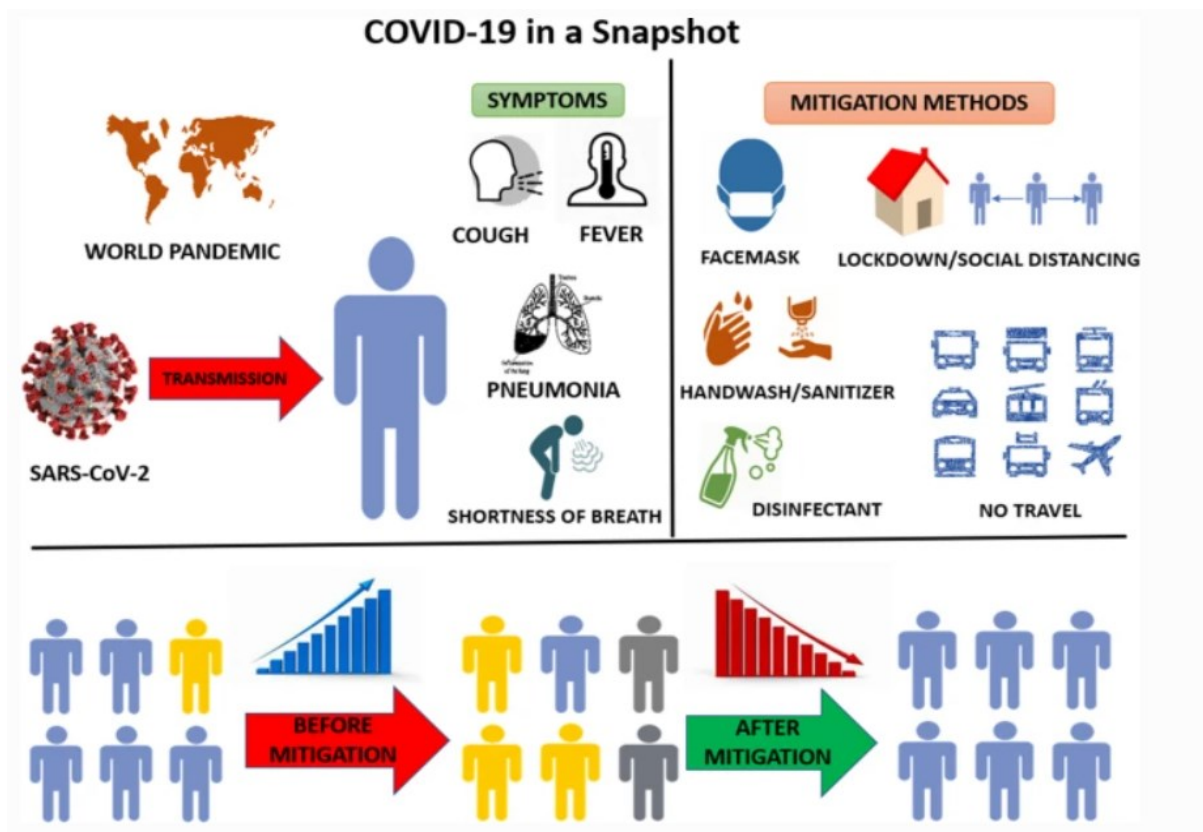 COVID-19 in a Snapshot
WORLD PANDEMIC
SARS-CoV-2
TRANSMISSION
SYMPTOMS
COUGH
FEVER
PNEUMONIA
SHORTNESS OF BREATH
MITIGATION METHODS
FACEMASK
LOCKDOWN/SOCIAL DISTANCING
HANDWASH/SANITIZER
DISINFECTANT
NO TRAVEL
BEFORE
MITIGATION
AFTER
MITIGATION